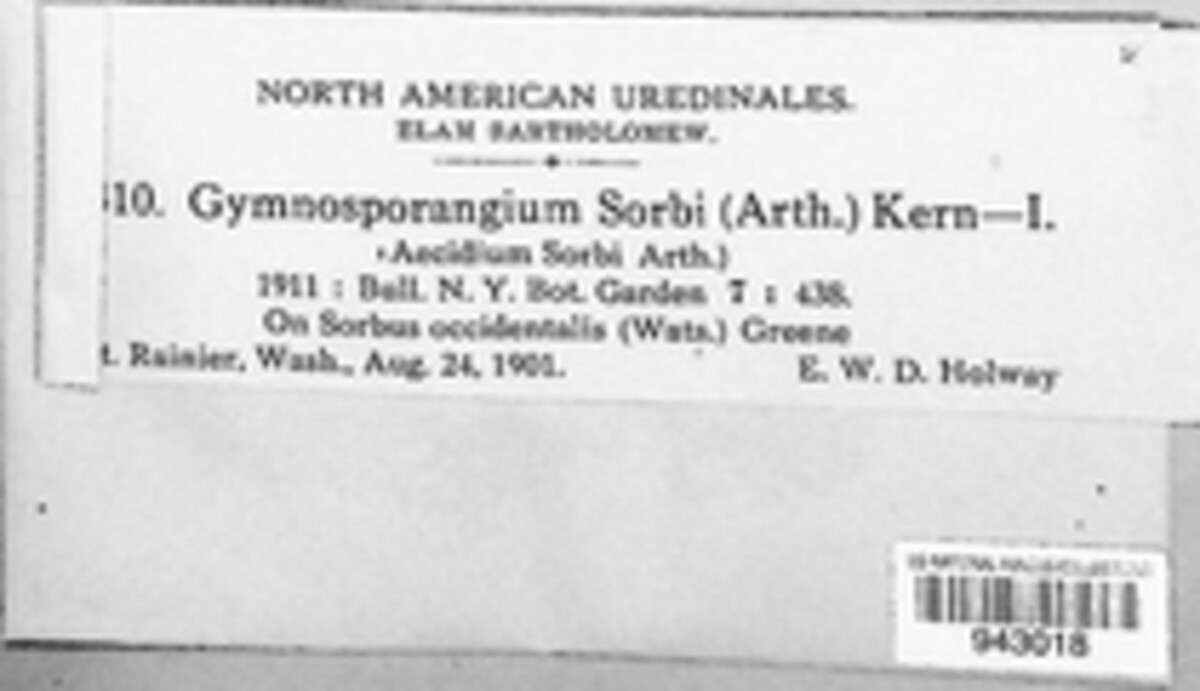 NORTH AMERICAN UREDINALES.
ELAM BARTHOLOMEW.
10. Gymnosporangium Sorbi (Arth.) Kern—I.
Aecidium Sorbi Arth.)
1911 : Bull. N. Y. Bot. Garden 7 : 438.
On Sorbus occidentalis (Wats.) Greene
t. Rainier, Wash., Aug. 24, 1901. E. W. D. Holway
943018